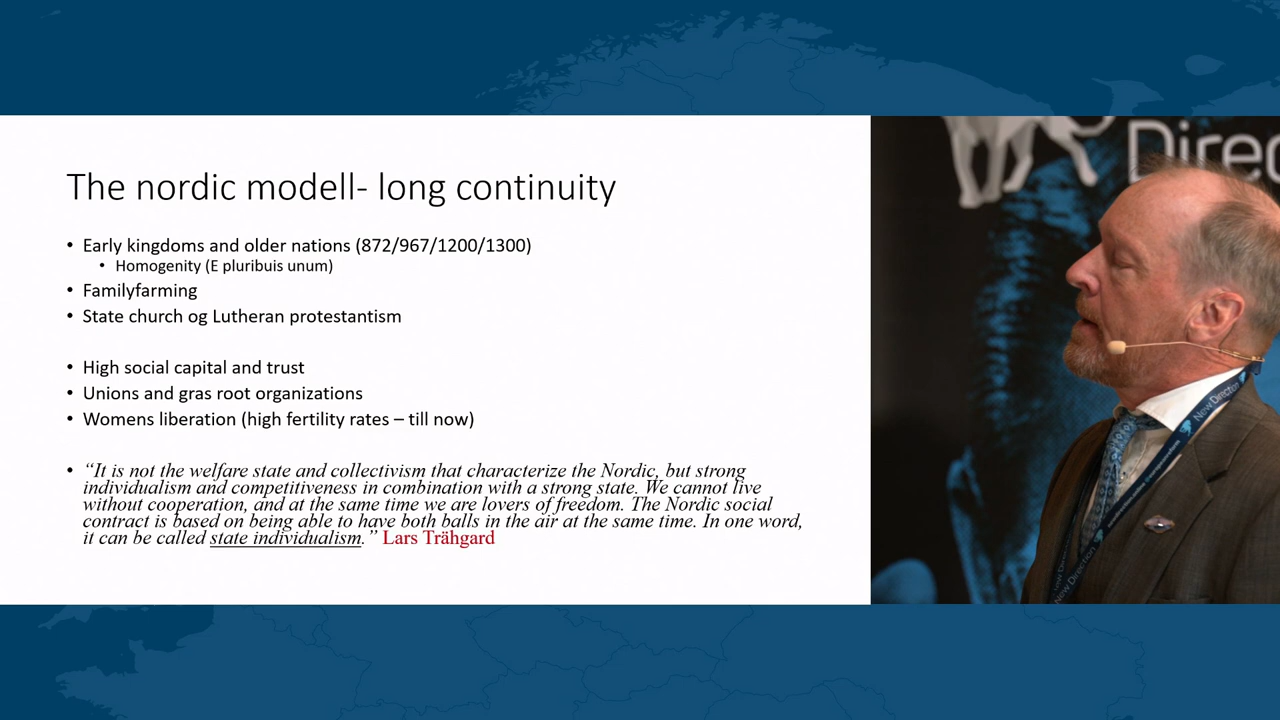 The nordic modell- long continuity
• Early kingdoms and older nations (872/967/1200/1300)
• Homogenity (E pluribuis unum)
• Familyfarming
• State church og Lutheran protestantism
• High social capital and trust
• Unions and gras root organizations
• Womens liberation (high fertility rates – till now)
• “It is not the welfare state and collectivism that characterize the Nordic, but strong
individualism and competitiveness in combination with a strong state. We cannot live
without cooperation, and at the same time we are lovers of freedom. The Nordic social
contract is based on being able to have both balls in the air at the same time. In one word,
it can be called state individualism.” Lars Trähgard
Direc
New Direction
New Direction